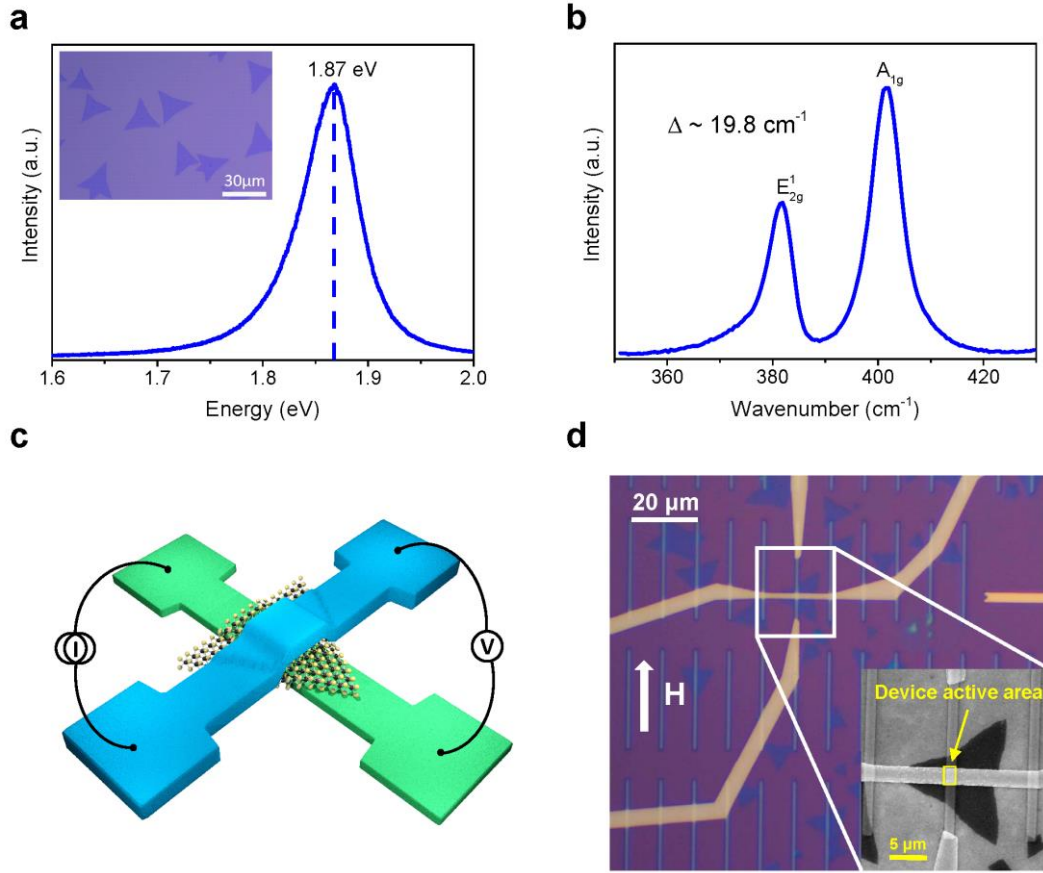 a
1.87 eV
30µm
Intensity (a.u.)
1.6
1.7
1.8
1.9
2.0
Energy (eV)
b
A1g
Δ ~ 19.8 cm-1
E12g
Intensity (a.u.)
360
380
400
420
Wavenumber (cm-1)
c
I
V
d
20 µm
H
Device active area
5 µm